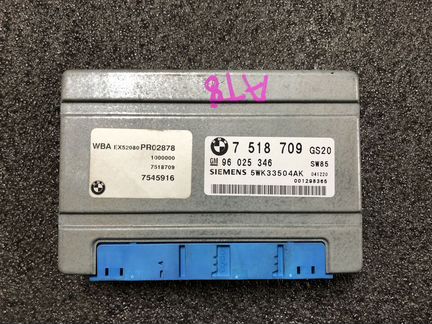 AT8
WBA EX52080 PR02878
1000000
7518709
7545916
7 518 709 GS20
GM 96 025 346 SW85
SIEMENS 5WK33504AK 041220
001298365